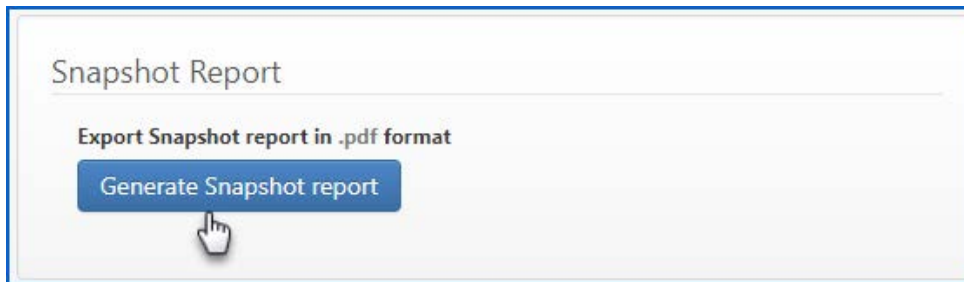 Snapshot Report
Export Snapshot report in .pdf format
Generate Snapshot report